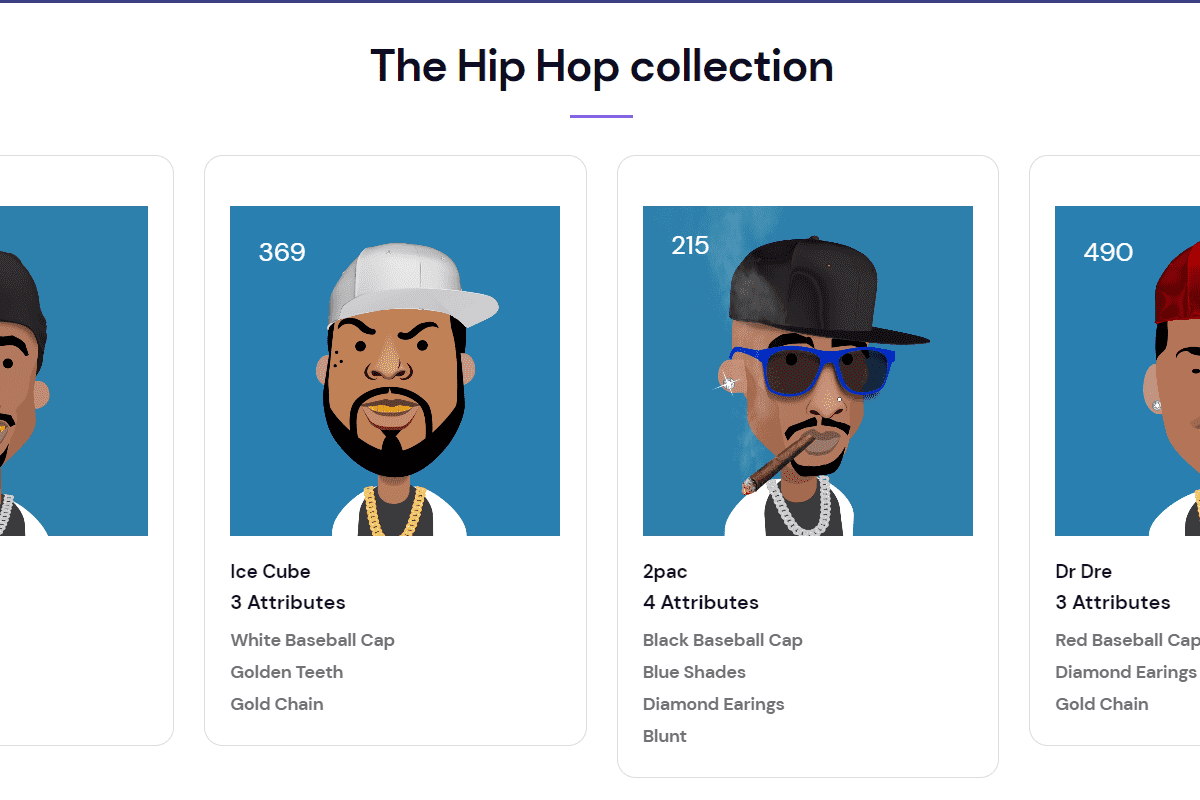 The Hip Hop collection
369
Ice Cube
3 Attributes
White Baseball Cap
Golden Teeth
Gold Chain
215
2pac
4 Attributes
Black Baseball Cap
Blue Shades
Diamond Earings
Blunt
490
Dr Dre
3 Attributes
Red Baseball Cap
Diamond Earings
Gold Chain